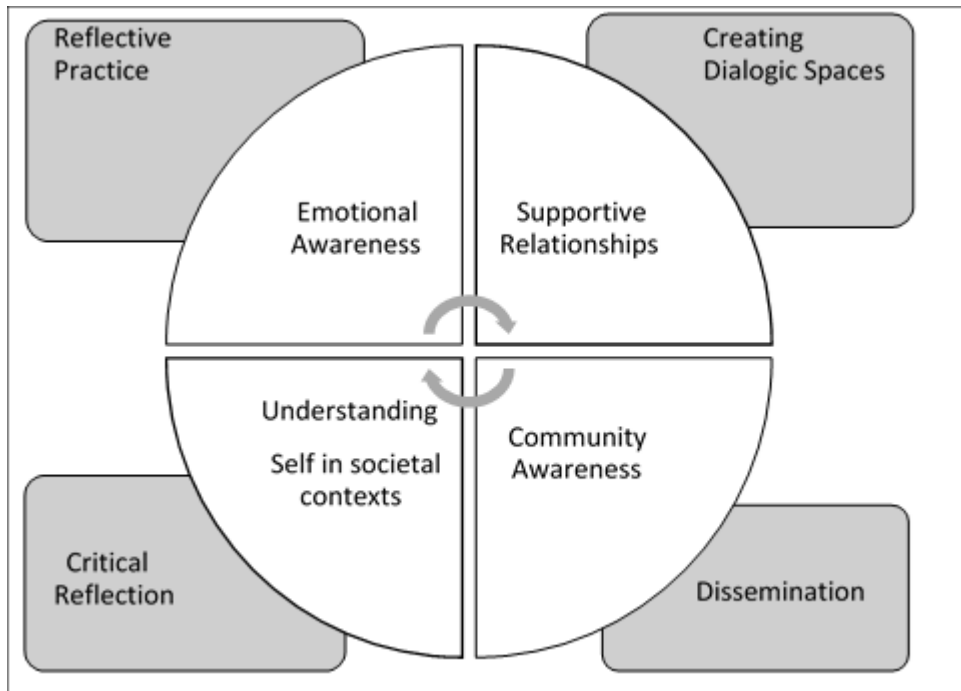 Reflective
Practice
Creating
Dialogic Spaces
Emotional
Awareness
Supportive
Relationships
Understanding
Self in societal
contexts
Community
Awareness
Critical
Reflection
Dissemination